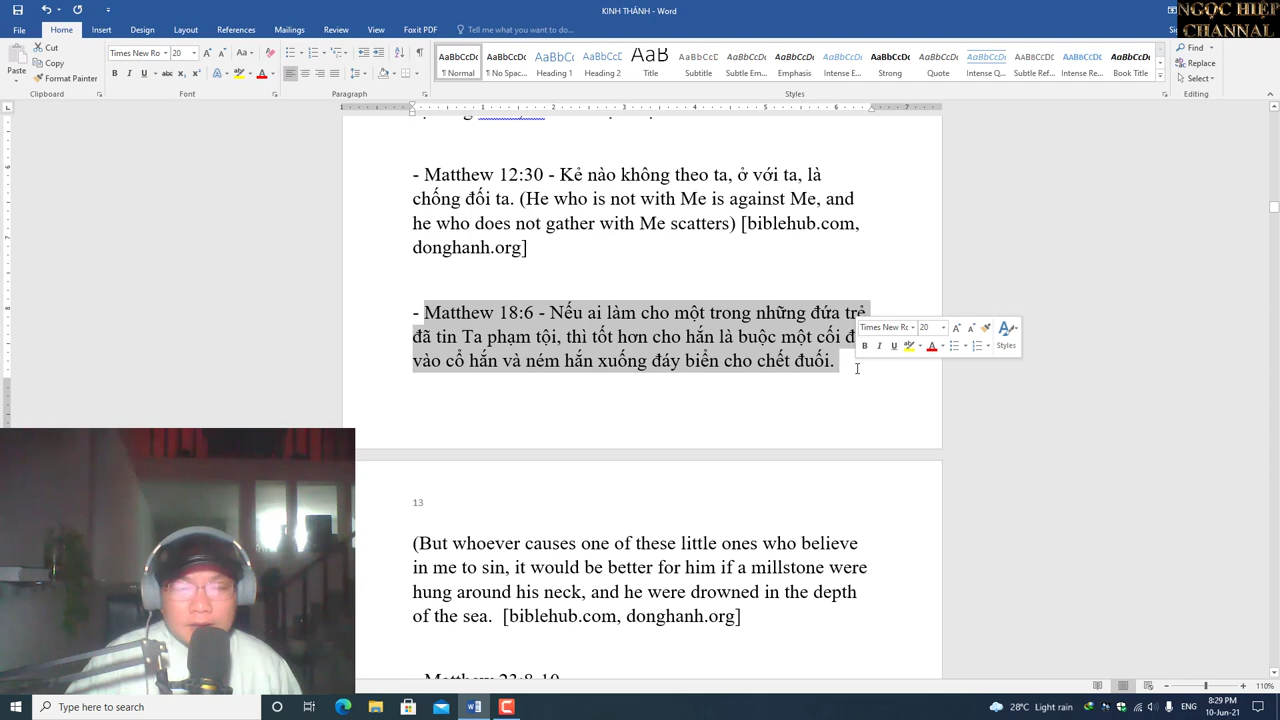 KINH THÁNH - Word
NGỌC HIỆP
CHANNEL
File Home Insert Design Layout References Mailings Review View Foxit PDF Tell me what you want to do...
Paste
Cut
Copy
Format Painter
Times New Ro 20
¶ Normal
¶ No Spac...
Heading 1
Heading 2
Title
Subtitle
Subtle Em...
Emphasis
Intense E...
Strong
Quote
Intense Q...
Subtle Ref...
Intense Re...
Book Title
Find
Replace
Select
Clipboard Font Paragraph Styles Editing
- Matthew 12:30 - Kẻ nào không theo ta, ở với ta, là
chống đối ta. (He who is not with Me is against Me, and
he who does not gather with Me scatters) [biblehub.com,
donghanh.org]
- Matthew 18:6 - Nếu ai làm cho một trong những đứa trẻ
đã tin Ta phạm tội, thì tốt hơn cho hắn là buộc một cối
vào cổ hắn và ném hắn xuống đáy biển cho chết đuối.
Times New Rc 20
Styles
13
(But whoever causes one of these little ones who believe
in me to sin, it would be better for him if a millstone were
hung around his neck, and he were drowned in the depth
of the sea. [biblehub.com, donghanh.org]
- Matthew 23:8-10
110%
Type here to search
28°C Light rain
8:29 PM
10-Jun-21